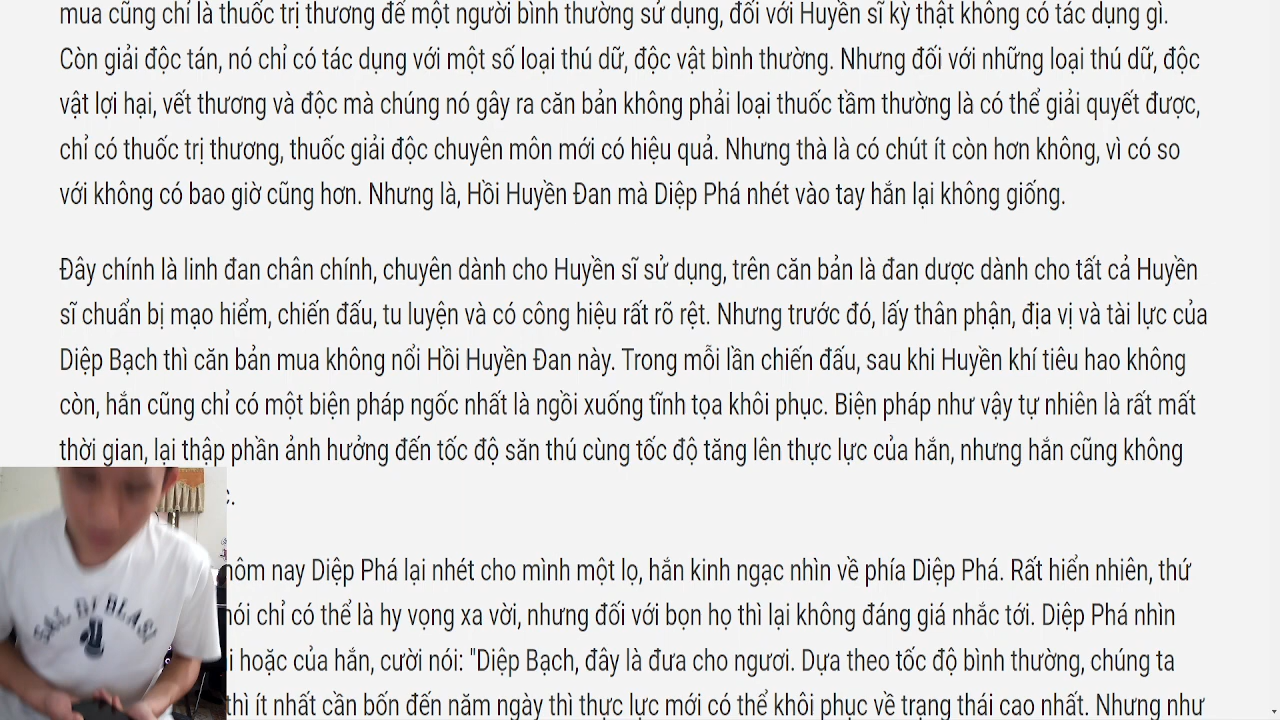 mua cũng chỉ là thuốc trị thương để một người bình thường sử dụng, đối với Huyền sĩ kỳ thật không có tác dụng gì.
Còn giải độc tán, nó chỉ có tác dụng với một số loại thú dữ, độc vật bình thường. Nhưng đối với những loại thú dữ, độc
vật lợi hại, vết thương và độc mà chúng nó gây ra căn bản không phải loại thuốc tầm thường là có thể giải quyết được,
chỉ có thuốc trị thương, thuốc giải độc chuyên môn mới có hiệu quả. Nhưng thà là có chút ít còn hơn không, vì có so
với không có bao giờ cũng hơn. Nhưng là, Hồi Huyền Đan mà Diệp Phá nhét vào tay hắn lại không giống.
Đây chính là linh đan chân chính, chuyên dành cho Huyền sĩ sử dụng, trên căn bản là đan dược dành cho tất cả Huyền
sĩ chuẩn bị mạo hiểm, chiến đấu, tu luyện và có công hiệu rất rõ rệt. Nhưng trước đó, lấy thân phận, địa vị và tài lực của
Diệp Bạch thì căn bản mua không nổi Hồi Huyền Đan này. Trong mỗi lần chiến đấu, sau khi Huyền khí tiêu hao không
còn, hắn cũng chỉ có một biện pháp ngốc nhất là ngồi xuống tĩnh tọa khôi phục. Biện pháp như vậy tự nhiên là rất mất
thời gian, lại thập phần ảnh hưởng đến tốc độ săn thú cùng tốc độ tăng lên thực lực của hắn, nhưng hắn cũng không
c.
hôm nay Diệp Phá lại nhét cho mình một lọ, hắn kinh ngạc nhìn về phía Diệp Phá. Rất hiển nhiên, thứ
nói chỉ có thể là hy vọng xa vời, nhưng đối với bọn họ thì lại không đáng giá nhắc tới. Diệp Phá nhìn
i hoặc của hắn, cười nói: "Diệp Bạch, đây là đưa cho ngươi. Dựa theo tốc độ bình thường, chúng ta
thì ít nhất cần bốn đến năm ngày thì thực lực mới có thể khôi phục về trạng thái cao nhất. Nhưng như
SAL DI BLASI